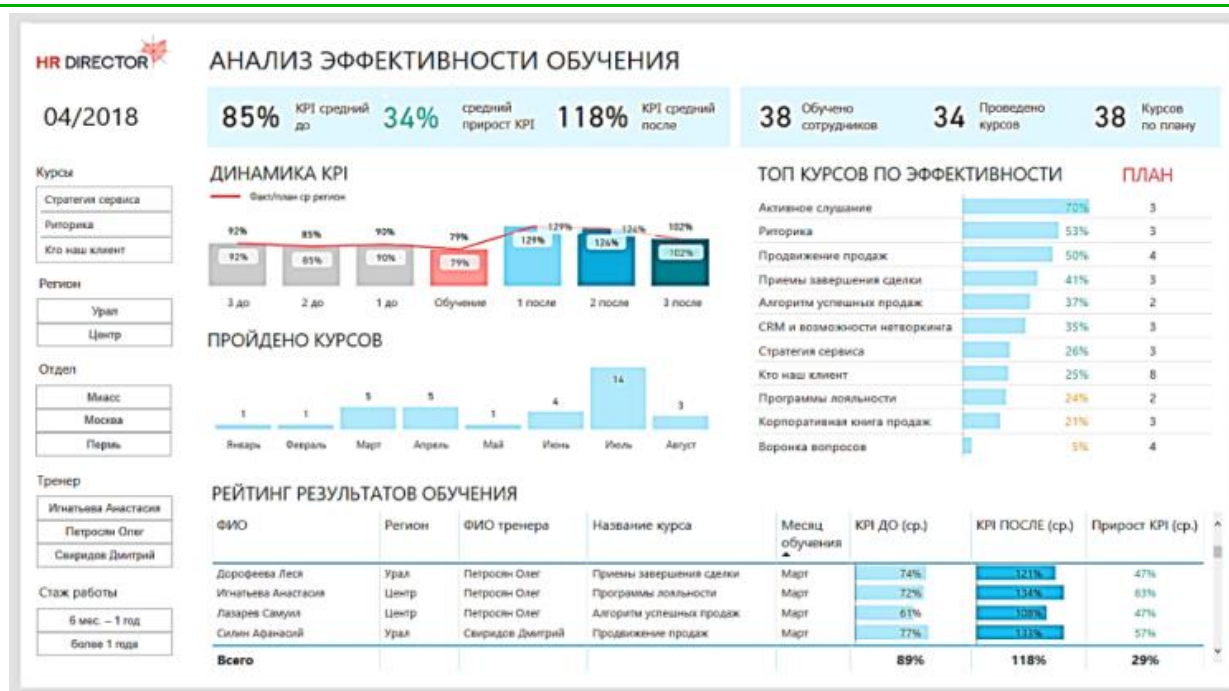 HR DIRECTOR
АНАЛИЗ ЭФФЕКТИВНОСТИ ОБУЧЕНИЯ
04/2018
85% KPI средний до
34% средний прирост KPI
118% KPI средний после
38 Обучено сотрудников
34 Проведено курсов
38 Курсов по плану
Курсы
Стратегия сервиса
Риторика
Кто наш клиент
Регион
Урал
Центр
Отдел
Миасс
Москва
Пермь
Тренер
Игнатьева Анастасия
Петросян Олег
Свиридов Дмитрий
Стаж работы
6 мес. – 1 год
более 1 года
ДИНАМИКА KPI
Факт/план ср регион
92% 85% 90% 79% 129% 126% 102%
92% 85% 90% 79% 129% 126% 102%
3 до 2 до 1 до Обучение 1 после 2 после 3 после
ПРОЙДЕНО КУРСОВ
1 1 5 5 1 4 14 3
Январь Февраль Март Апрель Май Июнь Июль Август
ТОП КУРСОВ ПО ЭФФЕКТИВНОСТИ ПЛАН
Активное слушание 70% 3
Риторика 53% 3
Продвижение продаж 50% 4
Приемы завершения сделки 41% 3
Алгоритм успешных продаж 37% 2
CRM и возможности нетворкинга 35% 3
Стратегия сервиса 26% 3
Кто наш клиент 25% 8
Программы лояльности 24% 2
Корпоративная книга продаж 21% 3
Воронка вопросов 5% 4
РЕЙТИНГ РЕЗУЛЬТАТОВ ОБУЧЕНИЯ
ФИО Регион ФИО тренера Название курса Месяц обучения KPI ДО (ср.) KPI ПОСЛЕ (ср.) Прирост KPI (ср.)
Дорофеева Леся Урал Петросян Олег Приемы завершения сделки Март 74% 121% 47%
Игнатьева Анастасия Центр Петросян Олег Программы лояльности Март 72% 134% 63%
Лазарев Самуил Центр Петросян Олег Алгоритм успешных продаж Март 61% 108% 47%
Силин Афанасий Урал Свиридов Дмитрий Продвижение продаж Март 77% 133% 57%
Всего 89% 118% 29%